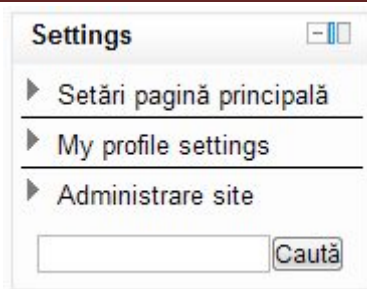 Settings
Setări pagină principală
My profile settings
Administrare site
Caută